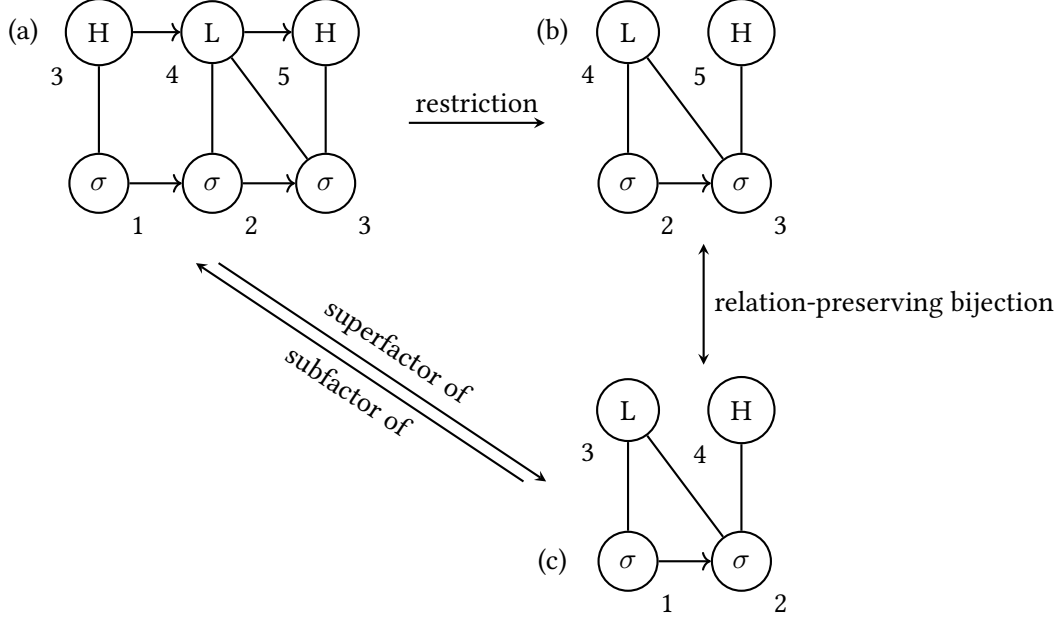 (a) H L H (b) L H
3 4 5 4 5
restriction
σ σ σ σ σ
1 2 3 2 3
superfactor of
subfactor of
relation-preserving bijection
L H
3 4
(c) σ σ
1 2